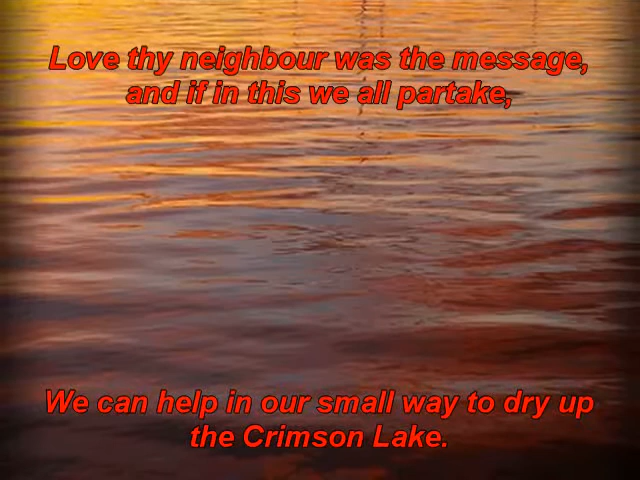 Love thy neighbour was the message,
and if in this we all partake,
We can help in our small way to dry up
the Crimson Lake.